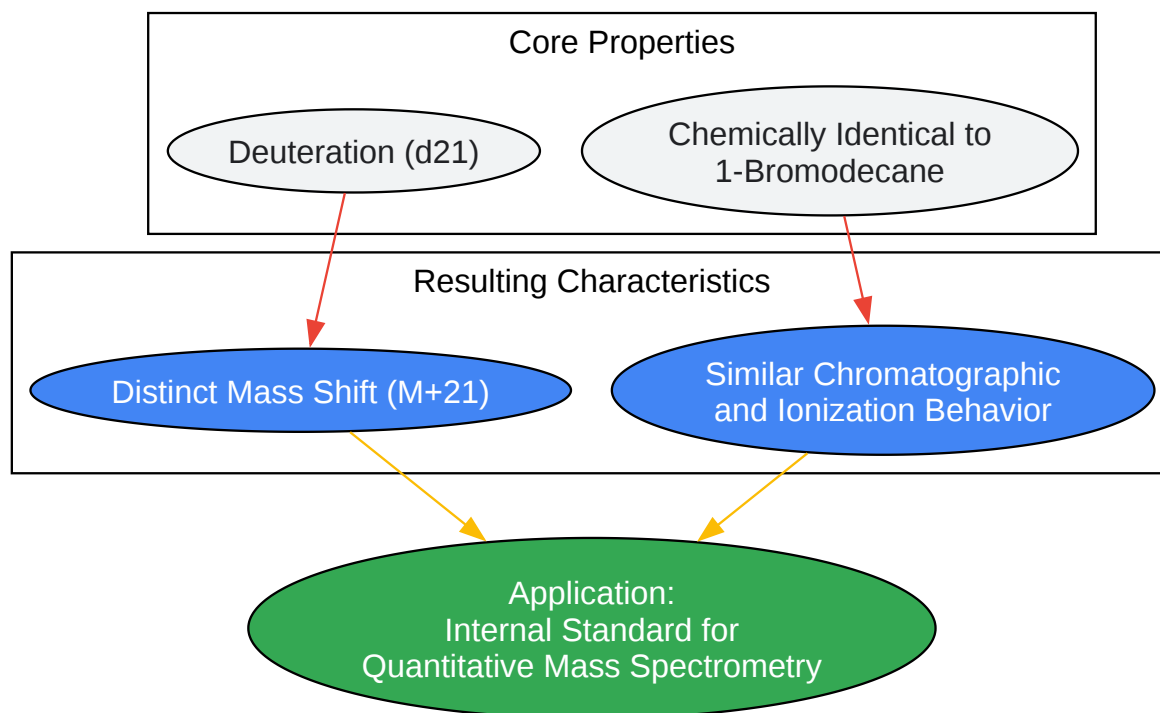 Core Properties
Deuteration (d21)
Chemically Identical to
1-Bromodecane
Resulting Characteristics
Distinct Mass Shift (M+21)
Similar Chromatographic
and Ionization Behavior
Application:
Internal Standard for
Quantitative Mass Spectrometry